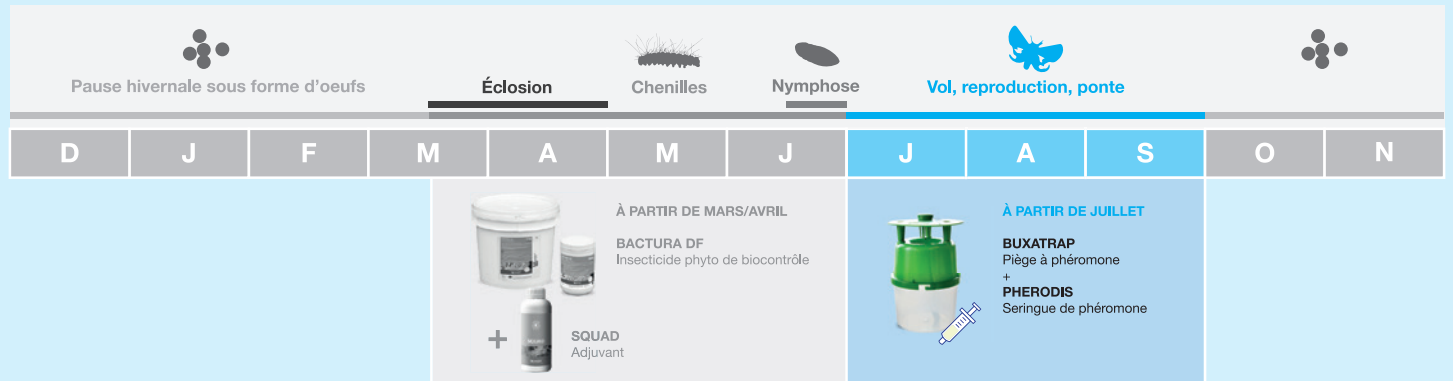 Pause hivernale sous forme d'oeufs
Éclosion
Chenilles
Nymphose
Vol, reproduction, ponte
D J F M A M J J A S O N
À PARTIR DE MARS/AVRIL
BACTURA DF
Insecticide phyto de biocontrôle
+
SQUAD
Adjuvant
À PARTIR DE JUILLET
BUXATRAP
Piège à phéromone
+
PHERODIS
Seringue de phéromone